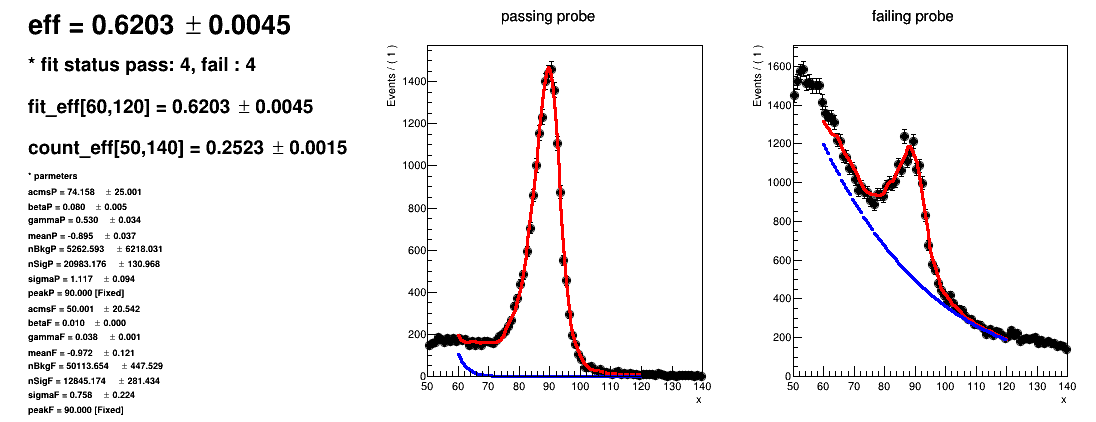 eff = 0.6203 ± 0.0045
* fit status pass: 4, fail : 4
fit_eff[60,120] = 0.6203 ± 0.0045
count_eff[50,140] = 0.2523 ± 0.0015
* parmeters
acmsP = 74.158 ± 25.001
betaP = 0.080 ± 0.005
gammaP = 0.530 ± 0.034
meanP = -0.895 ± 0.037
nBkgP = 5262.593 ± 6218.031
nSigP = 20983.176 ± 130.968
sigmaP = 1.117 ± 0.094
peakP = 90.000 [Fixed]
acmsF = 50.001 ± 20.542
betaF = 0.010 ± 0.000
gammaF = 0.038 ± 0.001
meanF = -0.972 ± 0.121
nBkgF = 50113.654 ± 447.529
nSigF = 12845.174 ± 281.434
sigmaF = 0.758 ± 0.224
peakF = 90.000 [Fixed]
passing probe
Events / ( 1 )
1400
1200
1000
800
600
400
200
0
50 60 70 80 90 100 110 120 130 140
x
failing probe
Events / ( 1 )
1600
1400
1200
1000
800
600
400
200
0
50 60 70 80 90 100 110 120 130 140
x